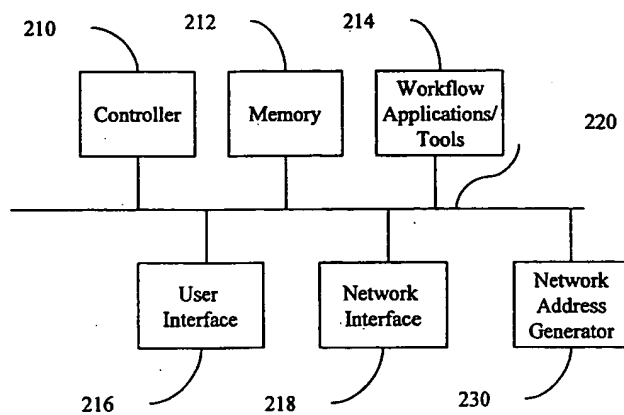 210
212
214
Controller
Memory
Workflow
Applications/
Tools
220
User
Interface
Network
Interface
Network
Address
Generator
216
218
230